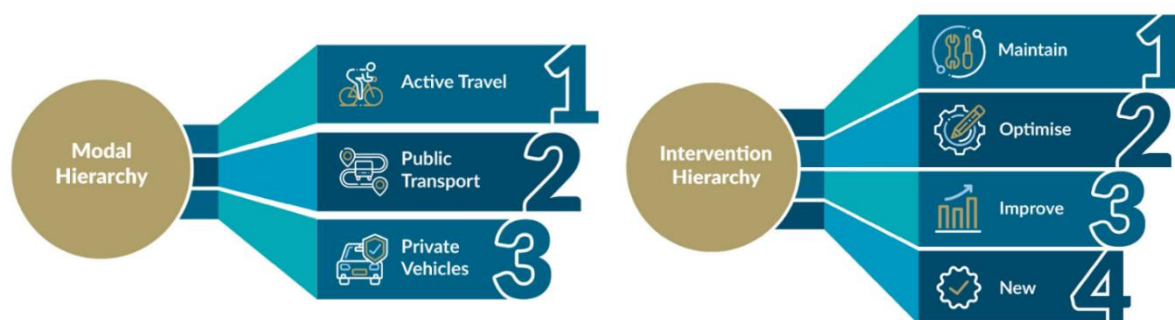 Modal
Hierarchy
Active Travel
1
Public
Transport
2
Private
Vehicles
3
Intervention
Hierarchy
Maintain
1
Optimise
2
Improve
3
New
4